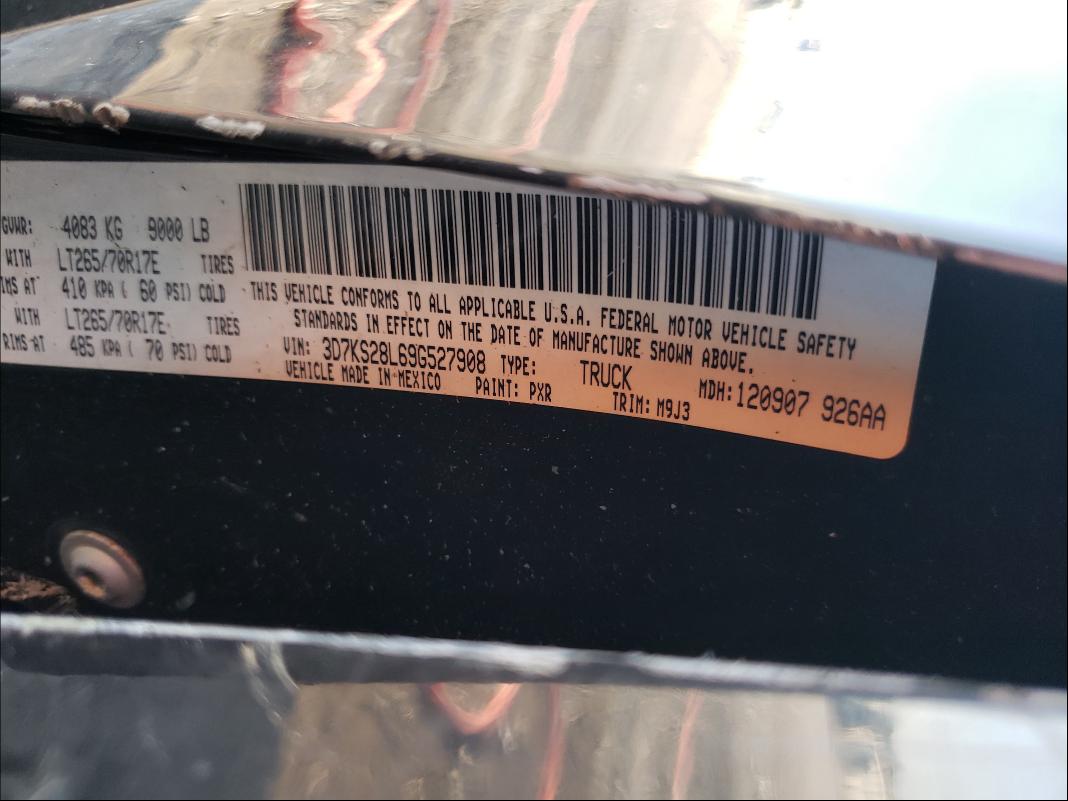 GVWR: 4083 KG 9000 LB
WITH LT265/70R17E TIRES
AT 410 KPA ( 60 PSI) COLD
WITH LT265/70R17E TIRES
RIMS AT 485 KPA ( 70 PSI) COLD
THIS VEHICLE CONFORMS TO ALL APPLICABLE U.S.A. FEDERAL MOTOR VEHICLE SAFETY
STANDARDS IN EFFECT ON THE DATE OF MANUFACTURE SHOWN ABOVE.
VIN: 3D7KS28L69G527908 TYPE: TRUCK MDH:120907 926AA
VEHICLE MADE IN MEXICO PAINT: PXR TRIM: M9J3